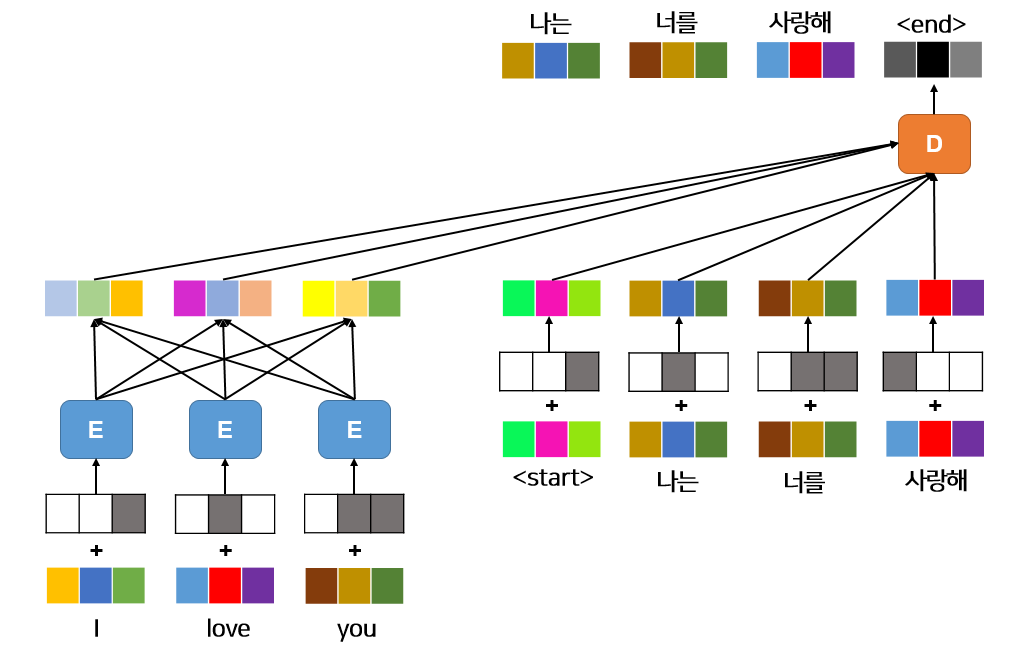 나는 너를 사랑해 <end>
D
E E E
+ + + +
<start> 나는 너를 사랑해
+ + +
I love you